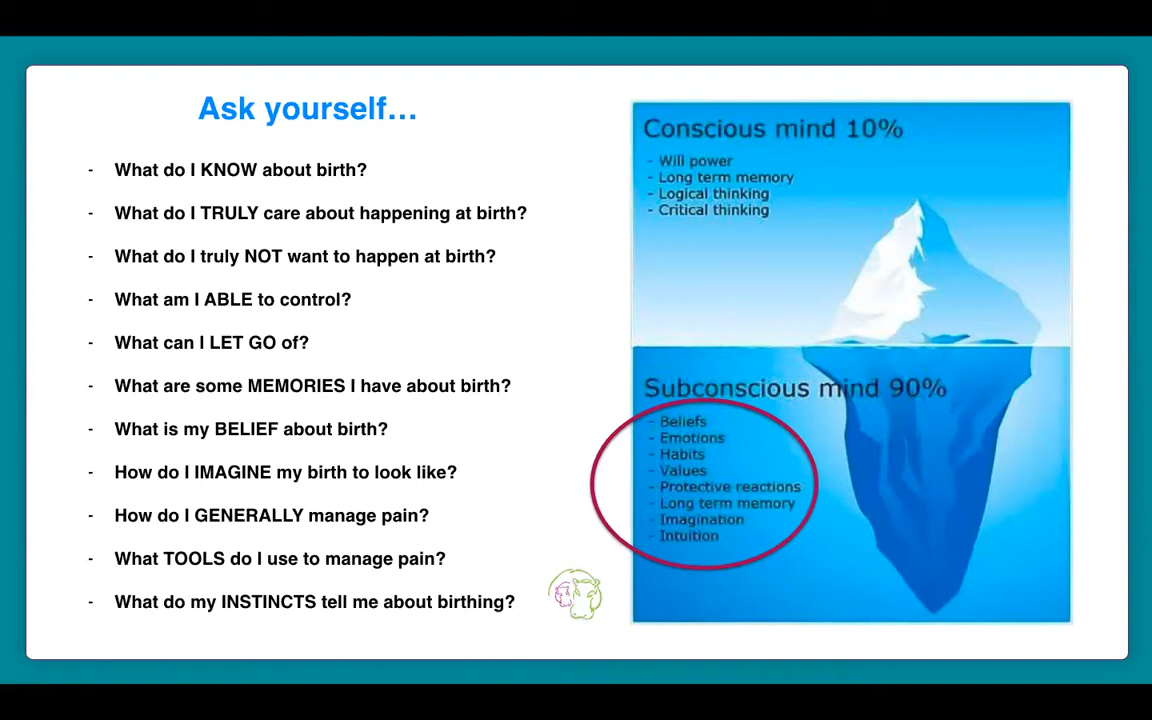 Ask yourself...
- What do I KNOW about birth?
- What do I TRULY care about happening at birth?
- What do I truly NOT want to happen at birth?
- What am I ABLE to control?
- What can I LET GO of?
- What are some MEMORIES I have about birth?
- What is my BELIEF about birth?
- How do I IMAGINE my birth to look like?
- How do I GENERALLY manage pain?
- What TOOLS do I use to manage pain?
- What do my INSTINCTS tell me about birthing?
Conscious mind 10%
- Will power
- Long term memory
- Logical thinking
- Critical thinking
Subconscious mind 90%
- Beliefs
- Emotions
- Habits
- Values
- Protective reactions
- Long term memory
- Imagination
- Intuition